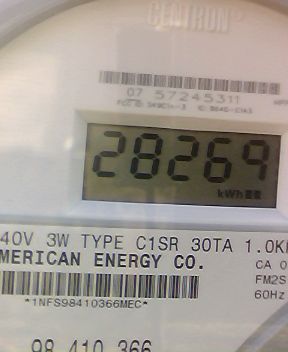 CENTRON
07 57245311
28269
kWh
40V 3W TYPE C1SR 30TA 1.0K
MERICAN ENERGY CO.
CA 0
FM2S
60Hz
*1NFS98410366MEC*
98 410 366